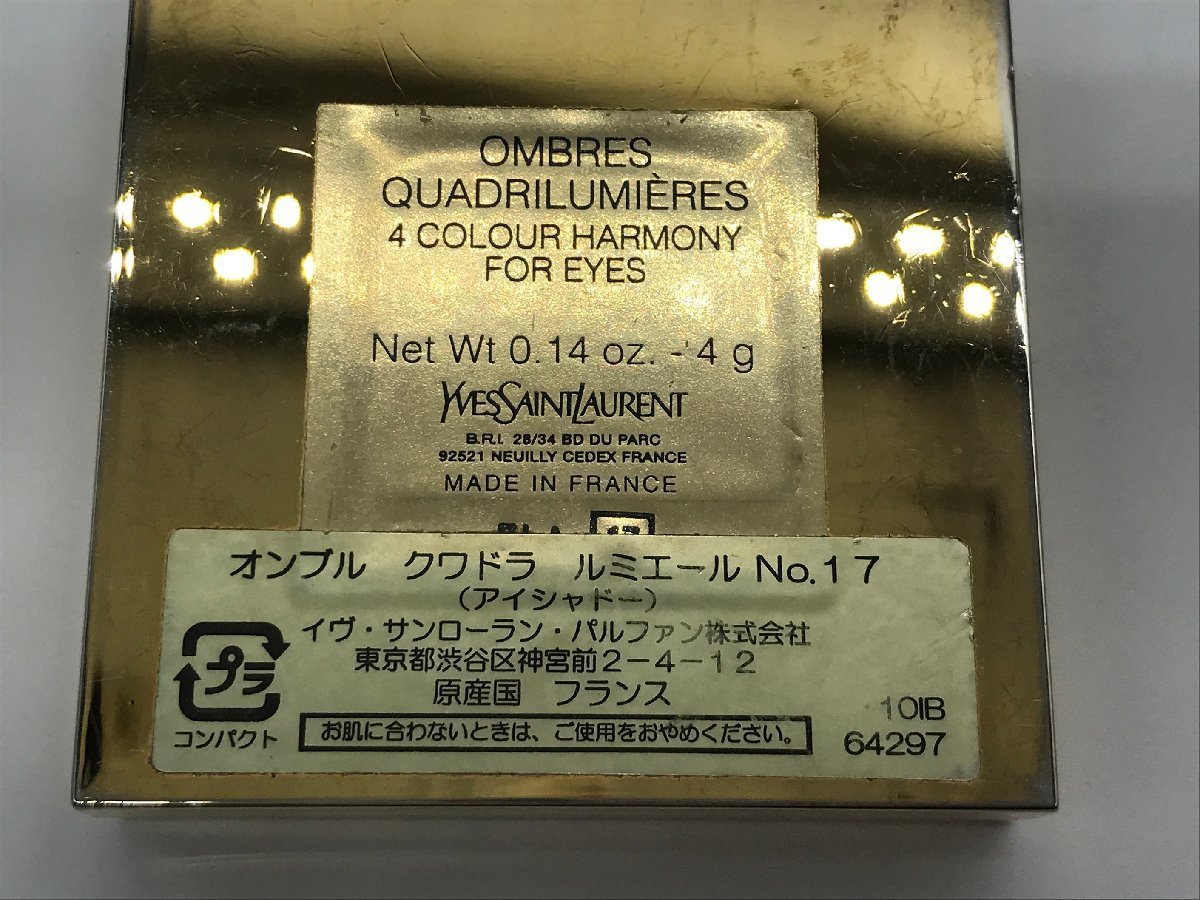 OMBRES
QUADRILUMIÈRES
4 COLOUR HARMONY
FOR EYES
Net Wt 0.14 oz. - 4 g
YVESSAINTLAURENT
B.R.I. 28/34 BD DU PARC
92521 NEUILLY CEDEX FRANCE
MADE IN FRANCE
オンブル クワドラ ルミエール No.17
(アイシャドー)
イヴ・サンローラン・パルファン株式会社
東京都渋谷区神宮前2-4-12
原産国 フランス
プラ
コンパクト
お肌に合わないときは、ご使用をおやめください。
10IB
64297